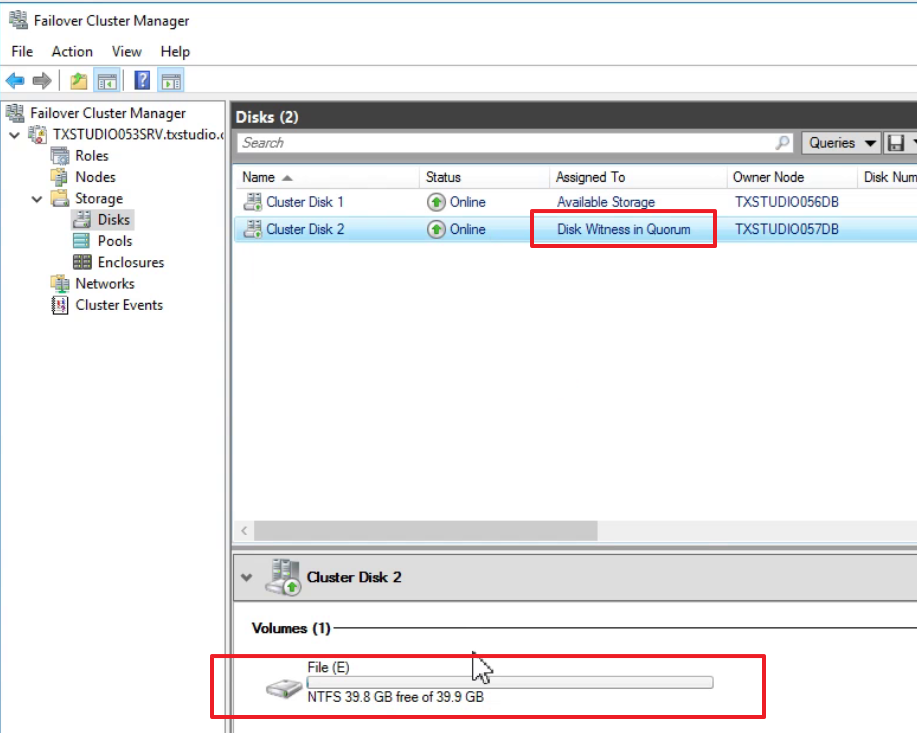 Failover Cluster Manager
File Action View Help
Failover Cluster Manager
TXSTUDIO053SRV.txstudio.
Roles
Nodes
Storage
Disks
Pools
Enclosures
Networks
Cluster Events
Disks (2)
Search
Queries
Name Status Assigned To Owner Node Disk Num
Cluster Disk 1 Online Available Storage TXSTUDIO056DB
Cluster Disk 2 Online Disk Witness in Quorum TXSTUDIO057DB
Cluster Disk 2
Volumes (1)
File (E)
NTFS 39.8 GB free of 39.9 GB